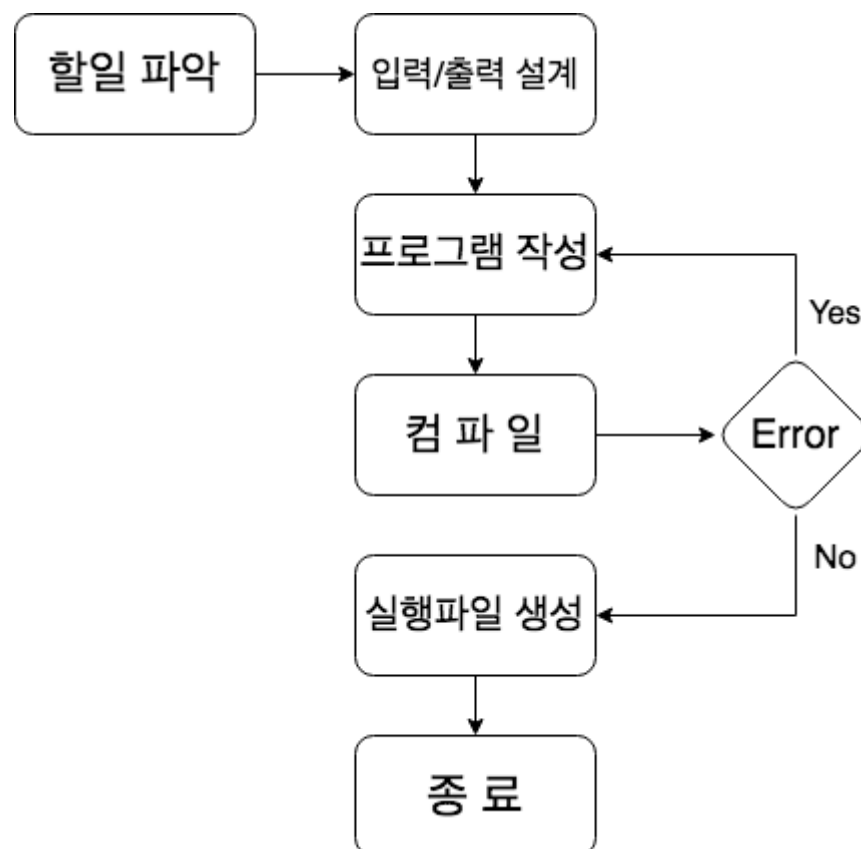 할일 파악
입력/출력 설계
프로그램 작성
Yes
컴 파 일
Error
No
실행파일 생성
종 료